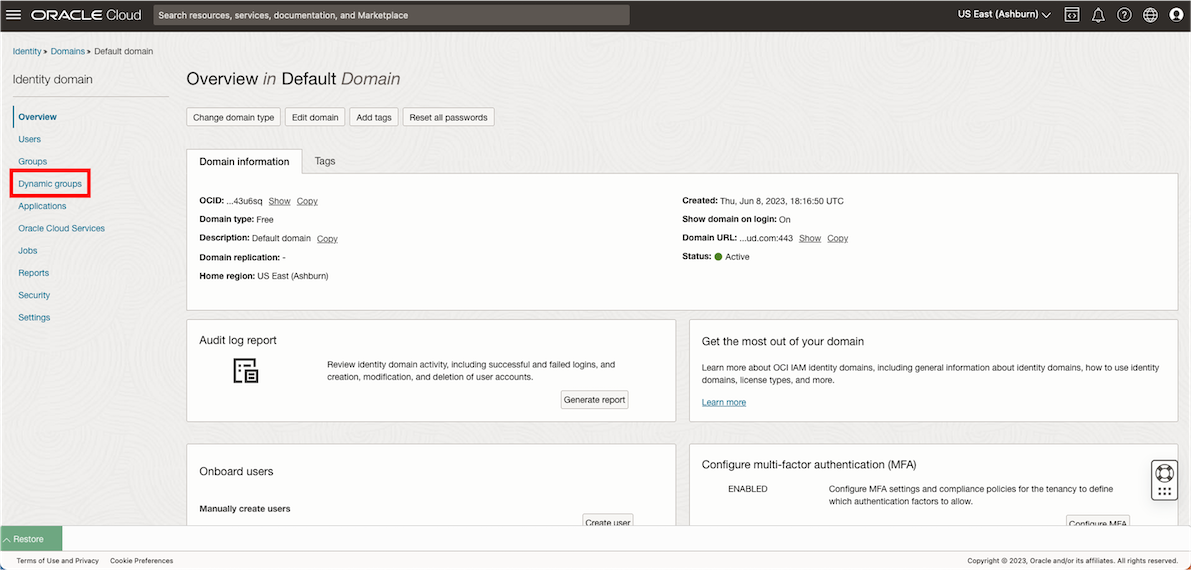 ORACLE Cloud
Search resources, services, documentation, and Marketplace
US East (Ashburn)
Identity » Domains » Default domain
Identity domain
Overview
Users
Groups
Dynamic groups
Applications
Oracle Cloud Services
Jobs
Reports
Security
Settings
Overview in Default Domain
Change domain type
Edit domain
Add tags
Reset all passwords
Domain information
Tags
OCID: ...43u6sq Show Copy
Domain type: Free
Description: Default domain Copy
Domain replication: -
Home region: US East (Ashburn)
Created: Thu, Jun 8, 2023, 18:16:50 UTC
Show domain on login: On
Domain URL: ...ud.com:443 Show Copy
Status: Active
Audit log report
Review identity domain activity, including successful and failed logins, and
creation, modification, and deletion of user accounts.
Generate report
Get the most out of your domain
Learn more about OCI IAM identity domains, including general information about identity domains, how to use identity
domains, license types, and more.
Learn more
Onboard users
Manually create users
Create user
Configure multi-factor authentication (MFA)
ENABLED
Configure MFA settings and compliance policies for the tenancy to define
which authentication factors to allow.
Configure MFA
Restore
Terms of Use and Privacy
Cookie Preferences
Copyright © 2023, Oracle and/or its affiliates. All rights reserved.